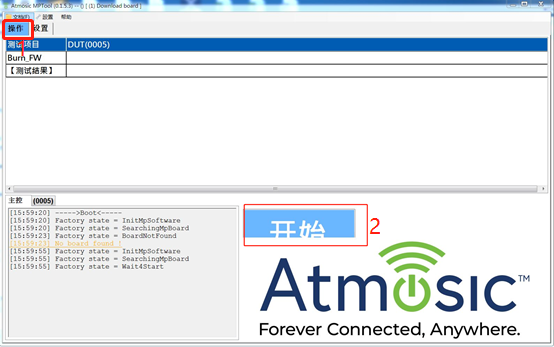 Atmosic MPTool (0.1.5.3) -- () [ (1) Download board ]
文档(F) 设置 帮助
操作 设置
1
测试项目 DUT(0005)
Burn_FW
【测试结果】
主控 (0005)
[15:59:20] ----->Boot<-----
[15:59:20] Factory state = InitMpSoftware
[15:59:20] Factory state = SearchingMpBoard
[15:59:23] Factory state = BoardNotFound
[15:59:23] No board found !
[15:59:55] Factory state = InitMpSoftware
[15:59:55] Factory state = SearchingMpBoard
[15:59:55] Factory state = Wait4Start
开始 2
Atmosic™
Forever Connected, Anywhere.